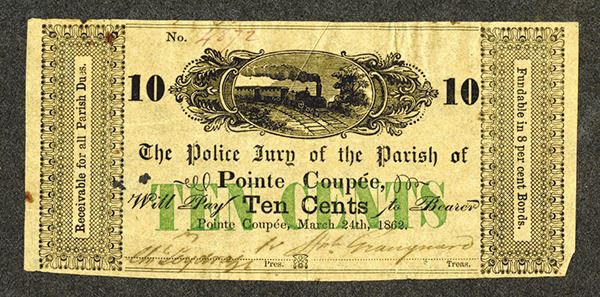 No. 4572
10 10
Receivable for all Parish Dues.
Fundable in 8 per cent Bonds.
The Police Jury of the Parish of
Pointe Coupée,
TEN CENTS
Will Pay Ten Cents to Bearer
Pointe Coupée, March 24th, 1862.
Pres. Treas.